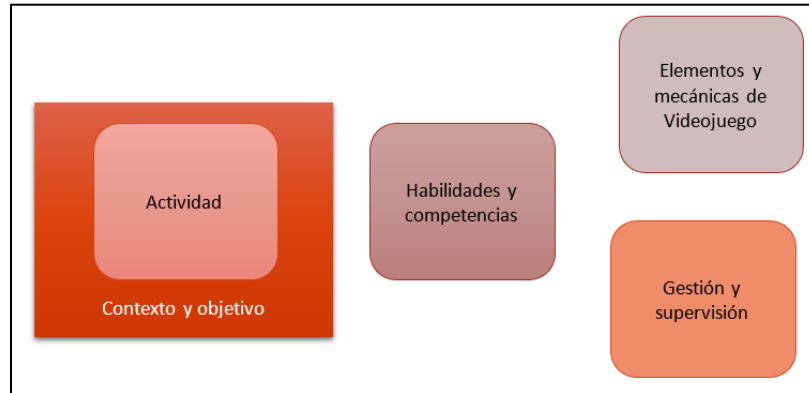 Actividad
Contexto y objetivo
Habilidades y
competencias
Elementos y
mecánicas de
Videojuego
Gestión y
supervisión